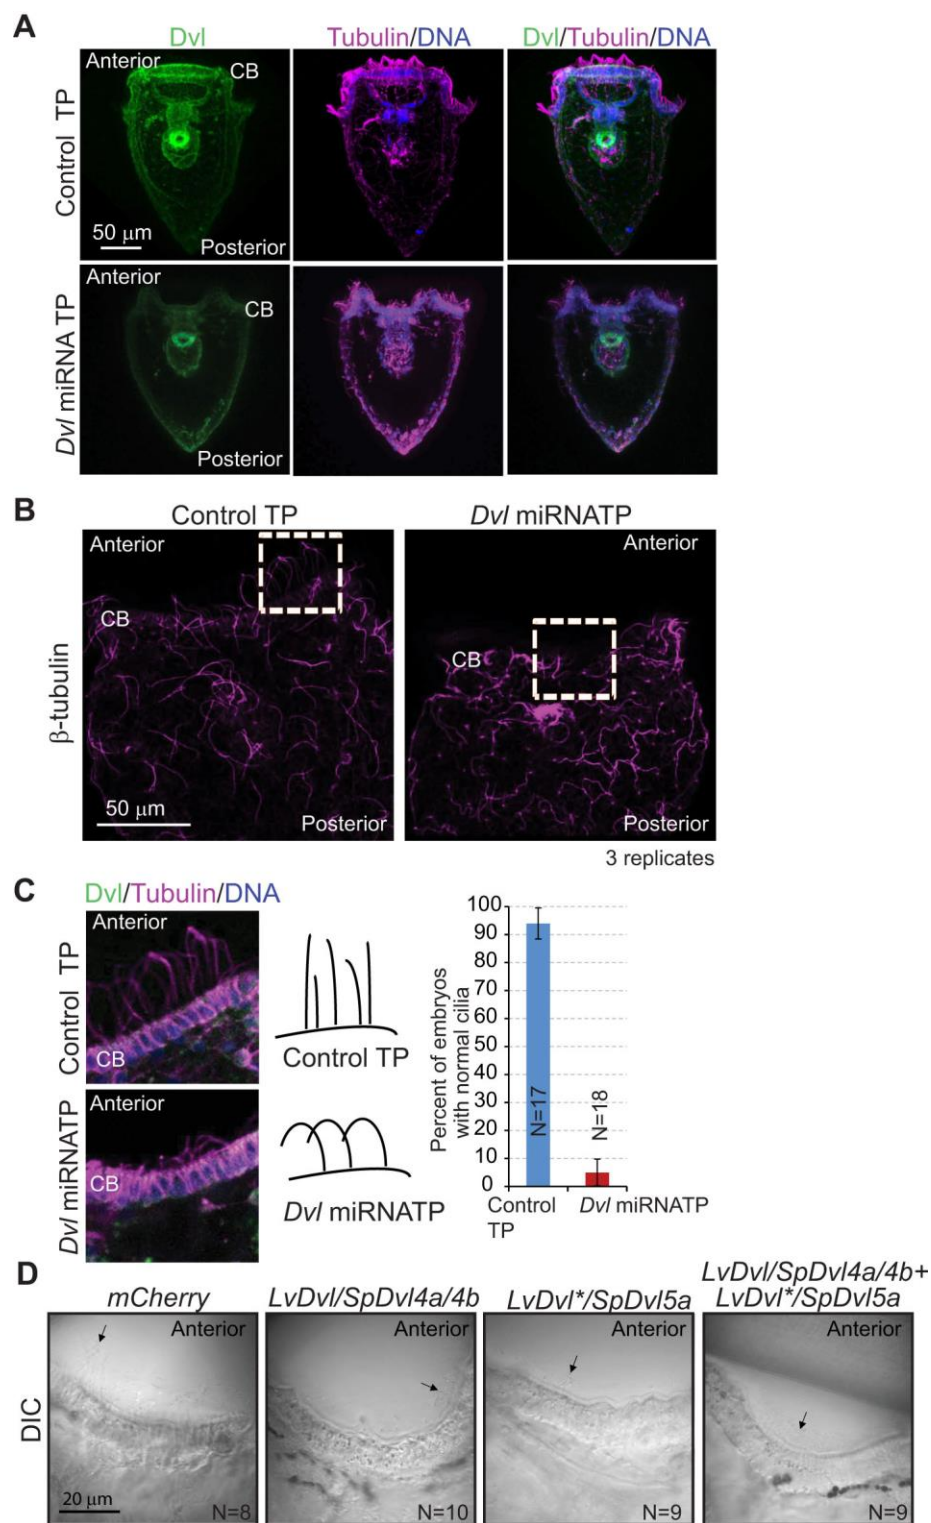 A
Dvl
Tubulin/DNA
Dvl/Tubulin/DNA
Control TP
Anterior
CB
50 μm
Posterior
Dvl miRNA TP
Anterior
CB
Posterior
B
Control TP
Dvl miRNATP
β-tubulin
Anterior
CB
50 μm
Posterior
Anterior
CB
Posterior
3 replicates
C
Dvl/Tubulin/DNA
Control TP
Anterior
CB
Dvl miRNATP
Anterior
CB
Control TP
Dvl miRNATP
Percent of embryos
with normal cilia
100
90
80
70
60
50
40
30
20
10
0
N=17
N=18
Control
TP
Dvl miRNATP
D
mCherry
LvDvl/SpDvl4a/4b
LvDvl*/SpDvl5a
LvDvl/SpDvl4a/4b+
LvDvl*/SpDvl5a
DIC
Anterior
20 μm
N=8
Anterior
N=10
Anterior
N=9
Anterior
N=9